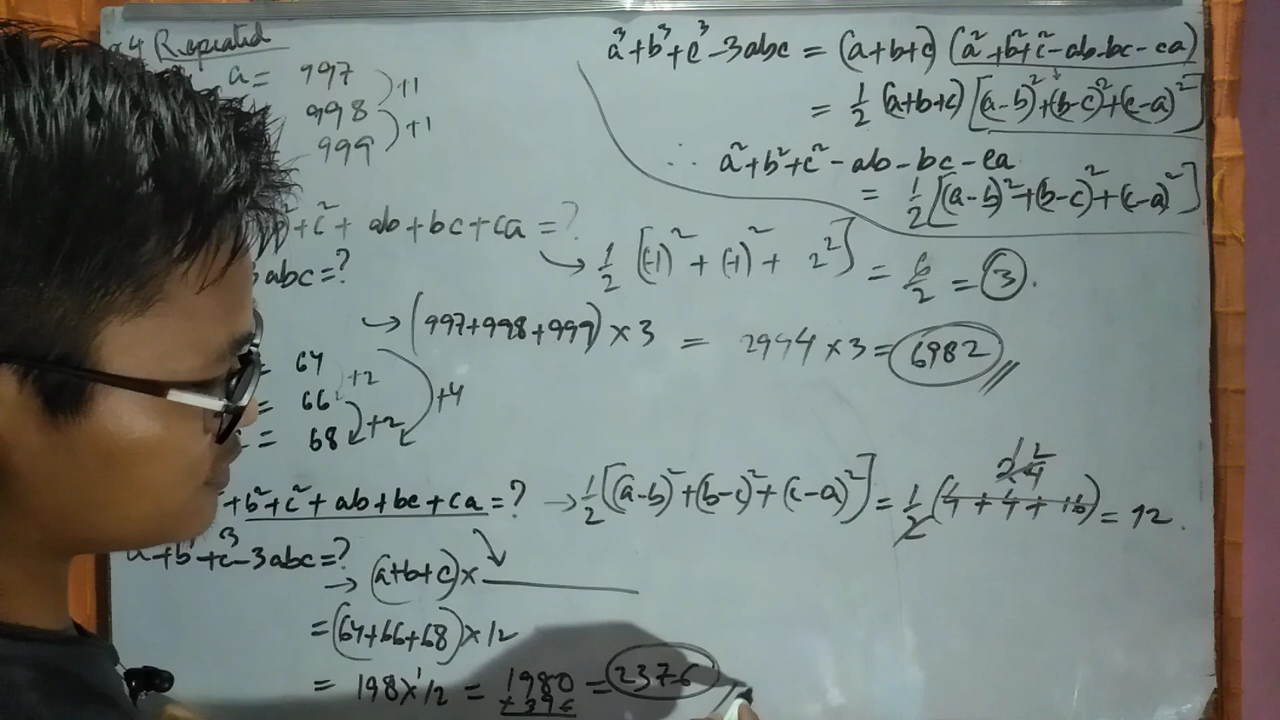 4 Repeated
a = 997
998
999
+1
+1
a³+b³+c³-3abc = (a+b+c) (a²+b²+c²-ab-bc-ca)
= 1/2 (a+b+c) [(a-b)²+(b-c)²+(c-a)²]
∴ a²+b²+c²-ab-bc-ca
= 1/2 [(a-b)²+(b-c)²+(c-a)²]
b²+c²+ab+bc+ca=?
→ 1/2 [(-1)²+(-1)²+2²] = 6/2 = 3.
3abc=?
→ (997+998+999)×3 = 2994×3 = 6982
= 64
= 66
= 68
+2
+2
+4
+b²+c²+ab+bc+ca=? → 1/2 [(a-b)²+(b-c)²+(c-a)²] = 1/2 (4+4+16) = 12.
24 12
a³+b³+c³-3abc=?
→ (a+b+c)×
= (64+66+68)×12
= 198×12 = 1980 = 2376
+396